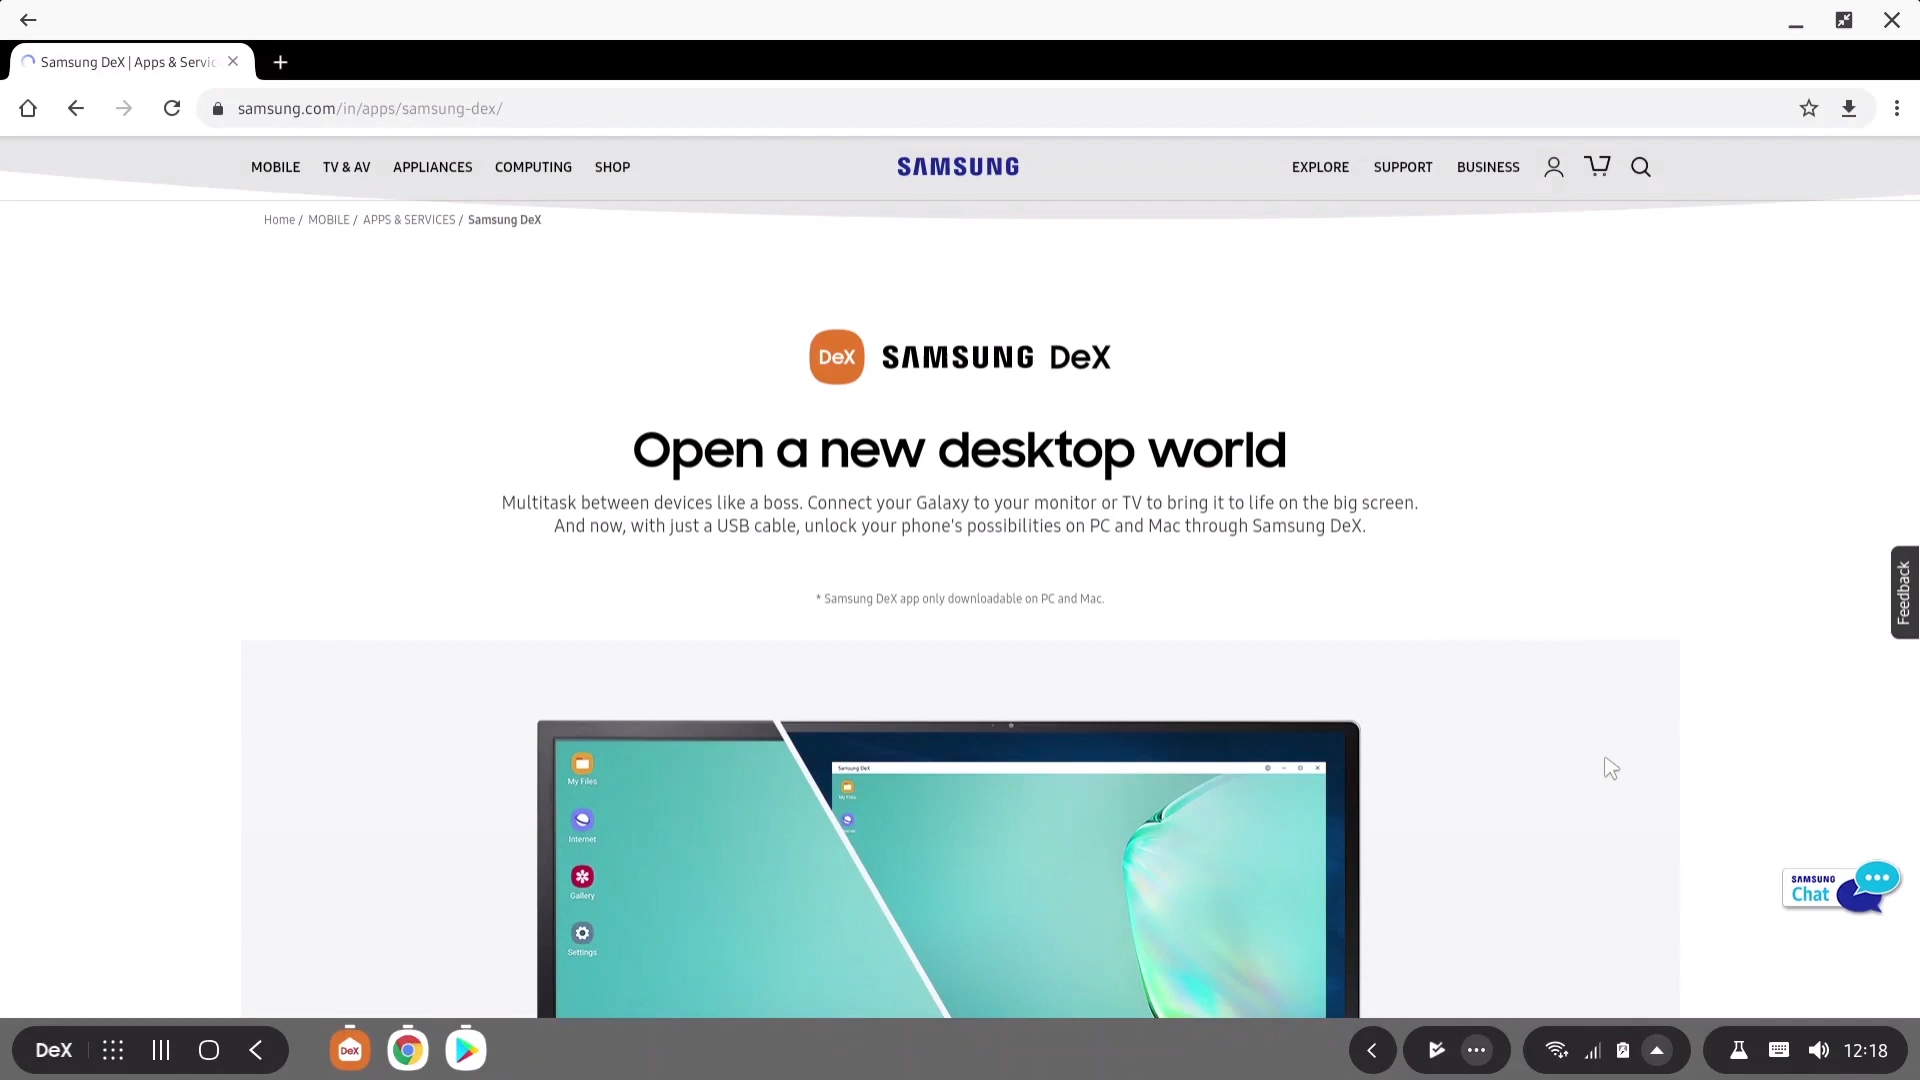 Samsung DeX | Apps & Servic
samsung.com/in/apps/samsung-dex/
MOBILE TV & AV APPLIANCES COMPUTING SHOP SAMSUNG EXPLORE SUPPORT BUSINESS
Home / MOBILE / APPS & SERVICES / Samsung DeX
DeX SAMSUNG DeX
Open a new desktop world
Multitask between devices like a boss. Connect your Galaxy to your monitor or TV to bring it to life on the big screen.
And now, with just a USB cable, unlock your phone's possibilities on PC and Mac through Samsung DeX.
Feedback
* Samsung DeX app only downloadable on PC and Mac.
Samsung DeX
My Files
My Files
Internet
Gallery
Settings
SAMSUNG
Chat
DeX DeX 12:18